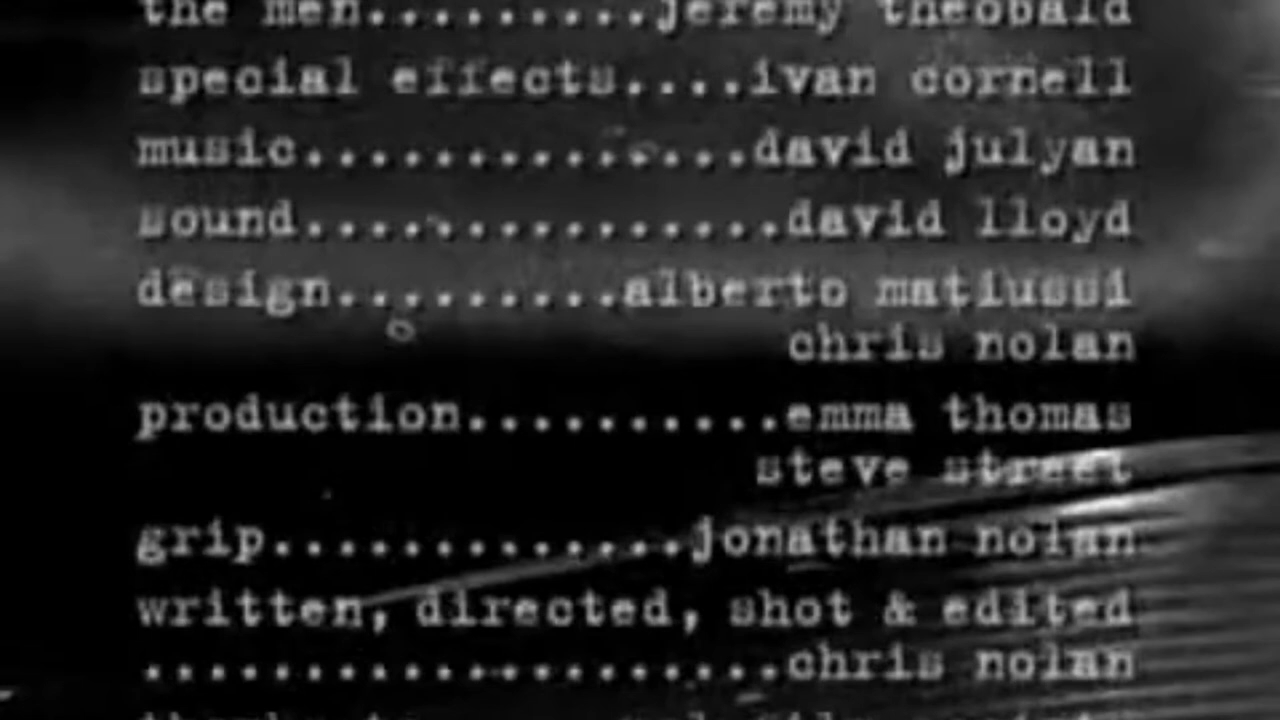 the men.........jeremy theobald
special effects....ivan cornell
music..............david julyan
sound...............david lloyd
design.........alberto matiussi
chris nolan
production..........emma thomas
steve street
grip.............jonathan nolan
written, directed, shot & edited
....................chris nolan